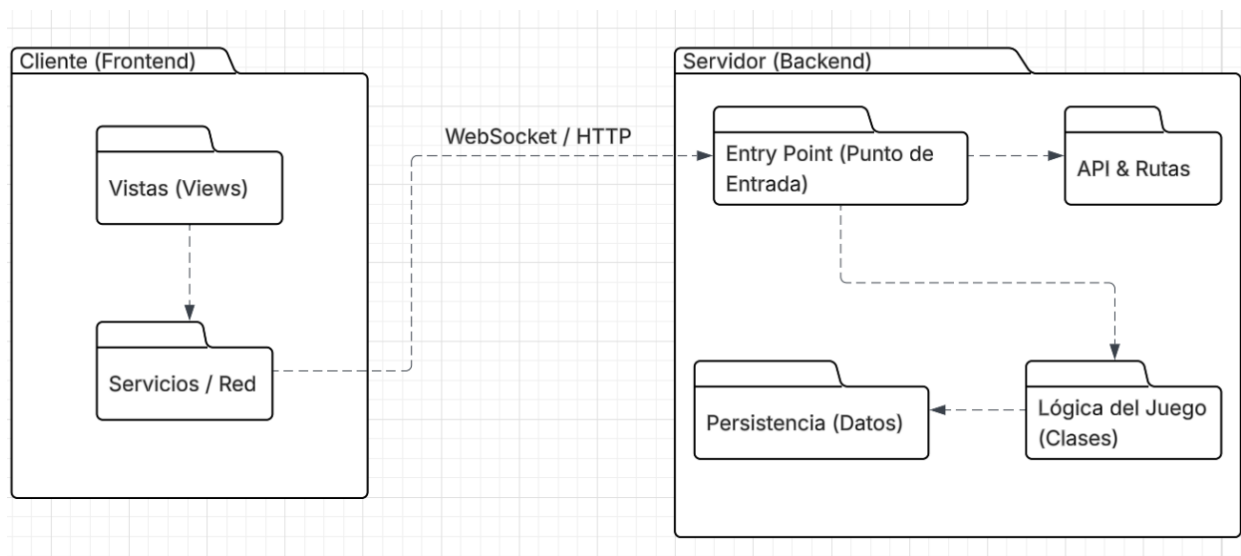 Cliente (Frontend)
Servidor (Backend)
WebSocket / HTTP
Vistas (Views)
Entry Point (Punto de
Entrada)
API & Rutas
Servicios / Red
Persistencia (Datos)
Lógica del Juego
(Clases)